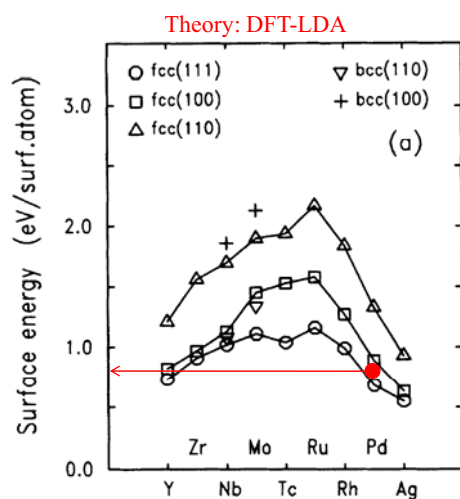 Theory: DFT-LDA
Surface energy (eV/surf.atom)
3.0
2.0
1.0
0.0
fcc(111)
fcc(100)
fcc(110)
bcc(110)
bcc(100)
(a)
Zr Mo Ru Pd
Y Nb Tc Rh Ag